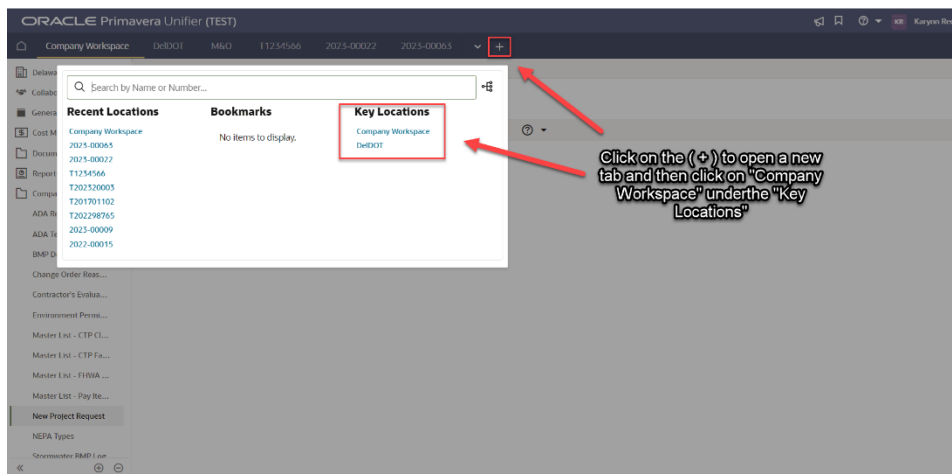 ORACLE Primavera Unifier (TEST)
KR Karynn Re
Company Workspace DelDOT M&O T1234566 2023-00022 2023-00063 +
Delawa
Collabo
Genera
Cost M
Docum
Report
Compa
ADA Re
ADA Te
BMP D
Change Order Reas...
Contractor's Evalua...
Environment Permi...
Master List - CTP Cl...
Master List - CTP Fa...
Master List - FHWA ...
Master List - Pay Ite...
New Project Request
NEPA Types
Stormwater BMP Log
Search by Name or Number...
Recent Locations
Company Workspace
2023-00063
2023-00022
T1234566
T202320003
T201701102
T202298765
2023-00009
2022-00015
Bookmarks
No items to display.
Key Locations
Company Workspace
DelDOT
Click on the ( + ) to open a new
tab and then click on "Company
Workspace" underthe "Key
Locations"